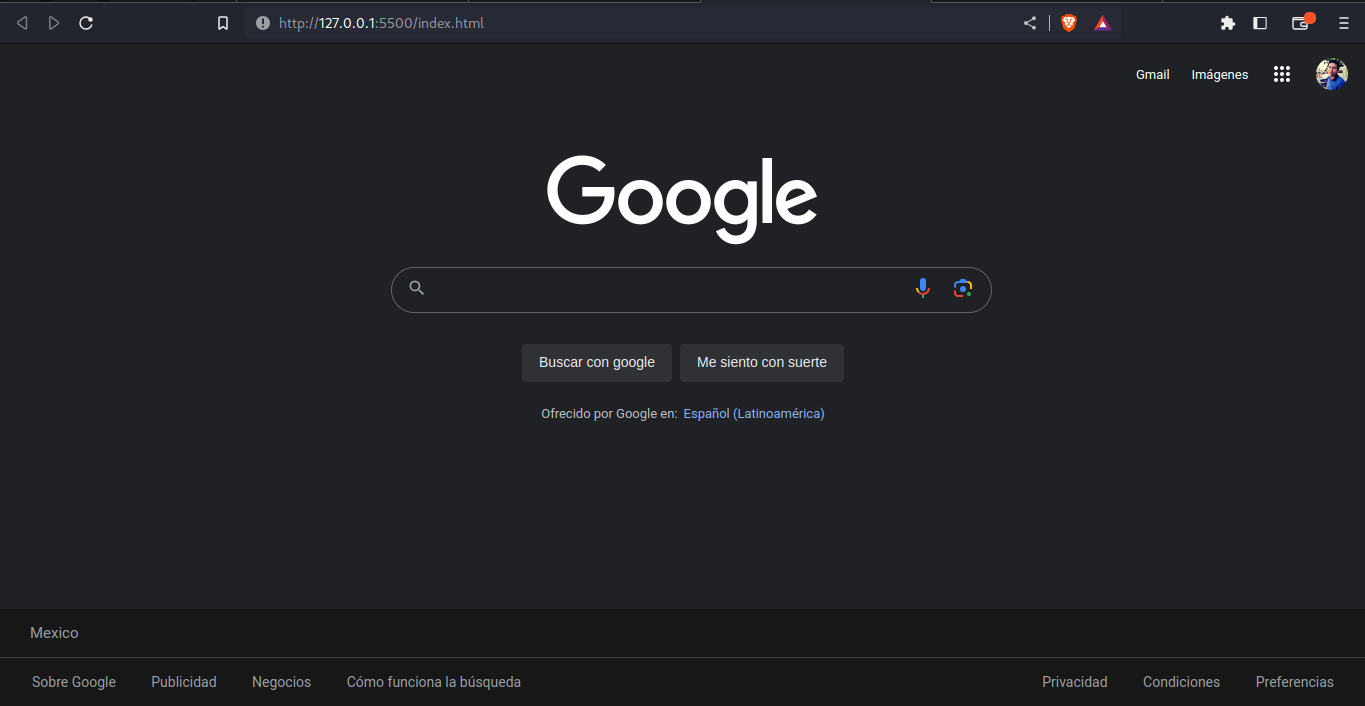 http://127.0.0.1:5500/index.html
Gmail Imágenes
Google
Buscar con google Me siento con suerte
Ofrecido por Google en: Español (Latinoamérica)
Mexico
Sobre Google Publicidad Negocios Cómo funciona la búsqueda Privacidad Condiciones Preferencias